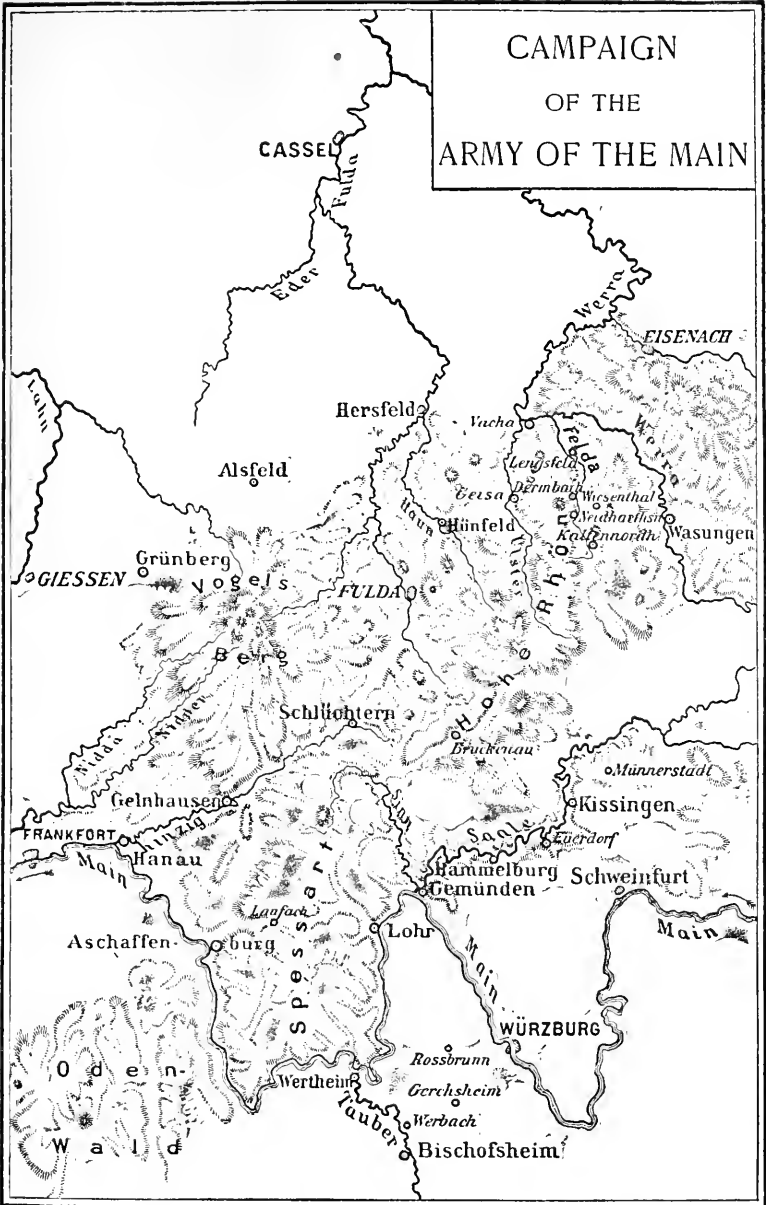 CAMPAIGN
OF THE
ARMY OF THE MAIN
CASSEL
Fulda
Eder
Werra
EISENACH
Lahn
Hersfeld
Vacha
Felda
Werra
Lengsfeld
Alsfeld
Geisa
Dermbach
Wiesenthal
Haun
Hünfeld
Ulster
Wasungen
Grünberg
GIESSEN
Vogels
Berg
FULDA
Hohe Rhön
Nidda
Nidder
Schlüchtern
Brückenau
Münnerstadt
Gelnhausen
Kinzig
Sinn
Kissingen
FRANKFORT
Main
Hanau
Saale
Euerdorf
Hammelburg
Gemünden
Schweinfurt
Main
Laufach
Spessart
Aschaffen-
burg
Lohr
Main
WÜRZBURG
Rossbrunn
Oden-
Wald
Wertheim
Gerchsheim
Tauber
Werbach
Bischofsheim